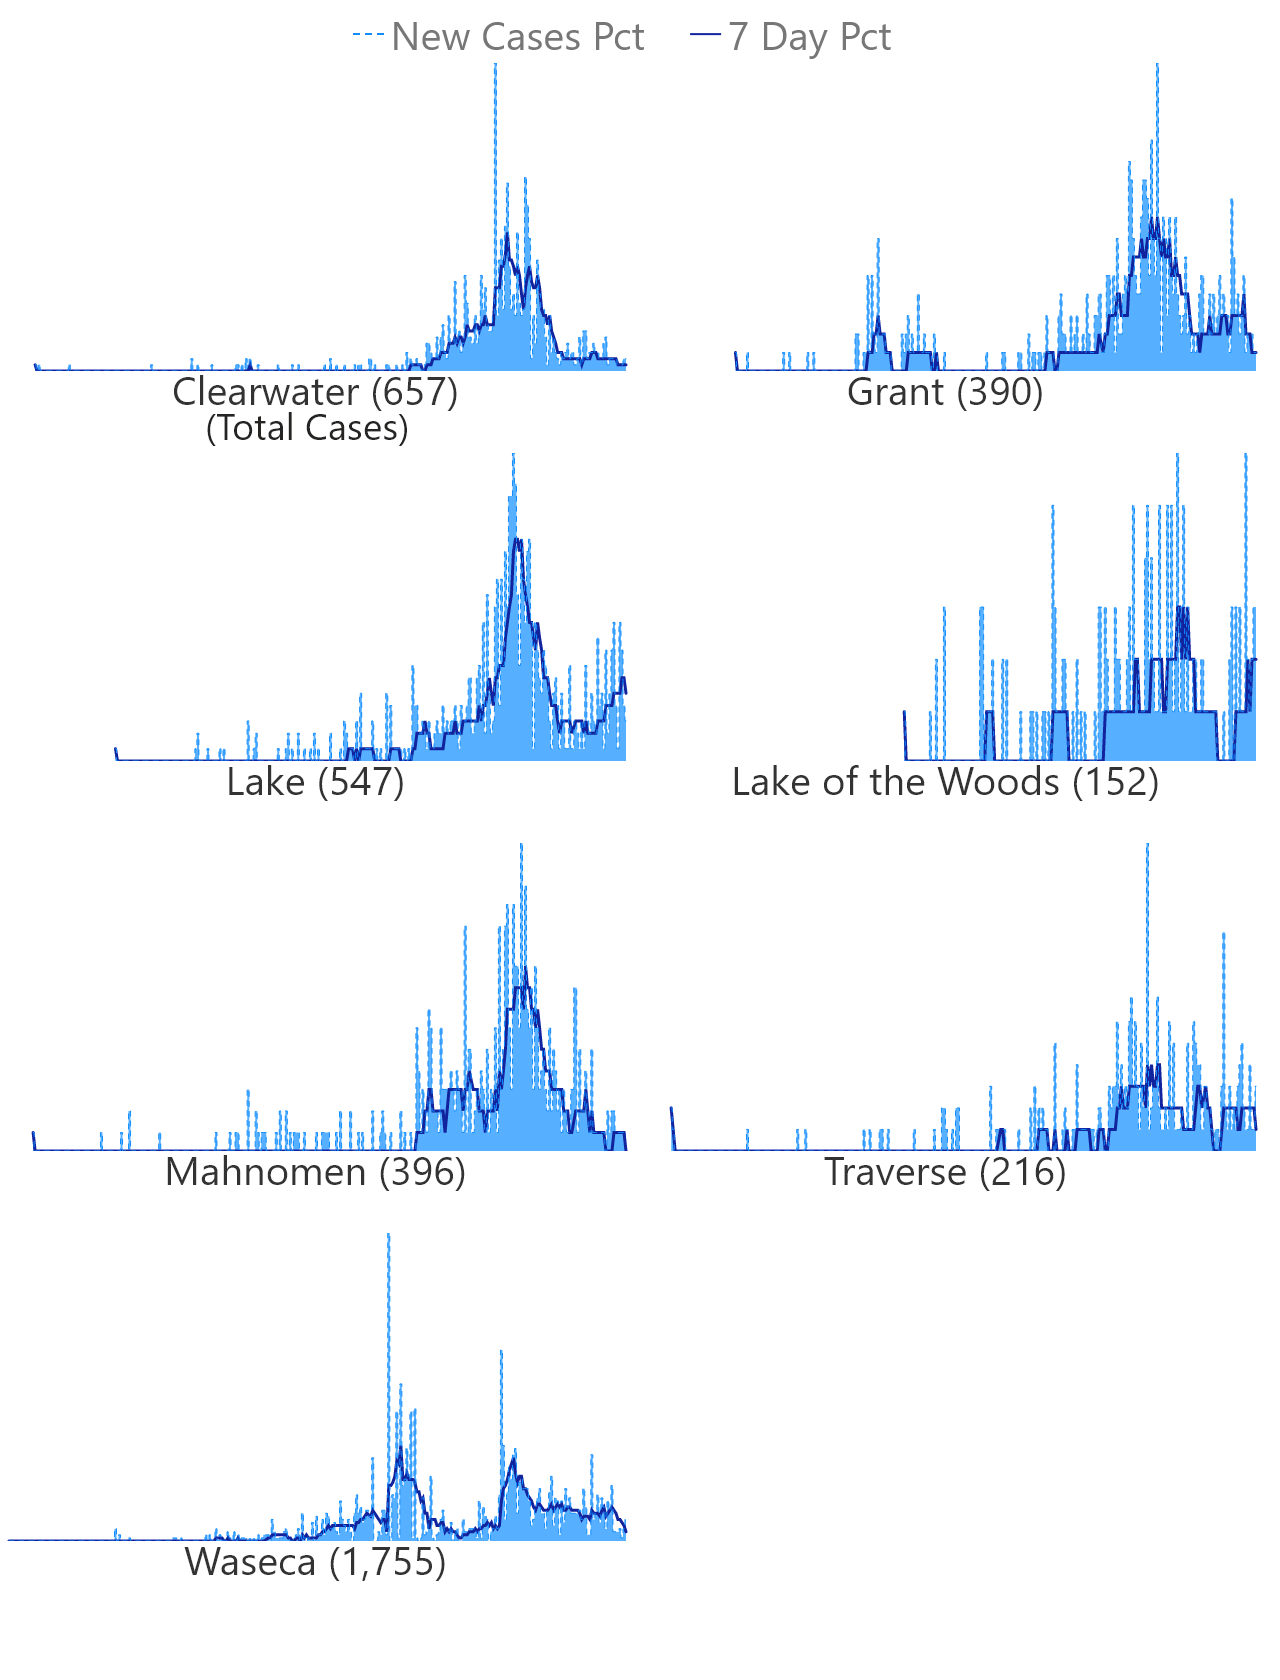 New Cases Pct 7 Day Pct
Clearwater (657)
(Total Cases)
Grant (390)
Lake (547)
Lake of the Woods (152)
Mahnomen (396)
Traverse (216)
Waseca (1,755)